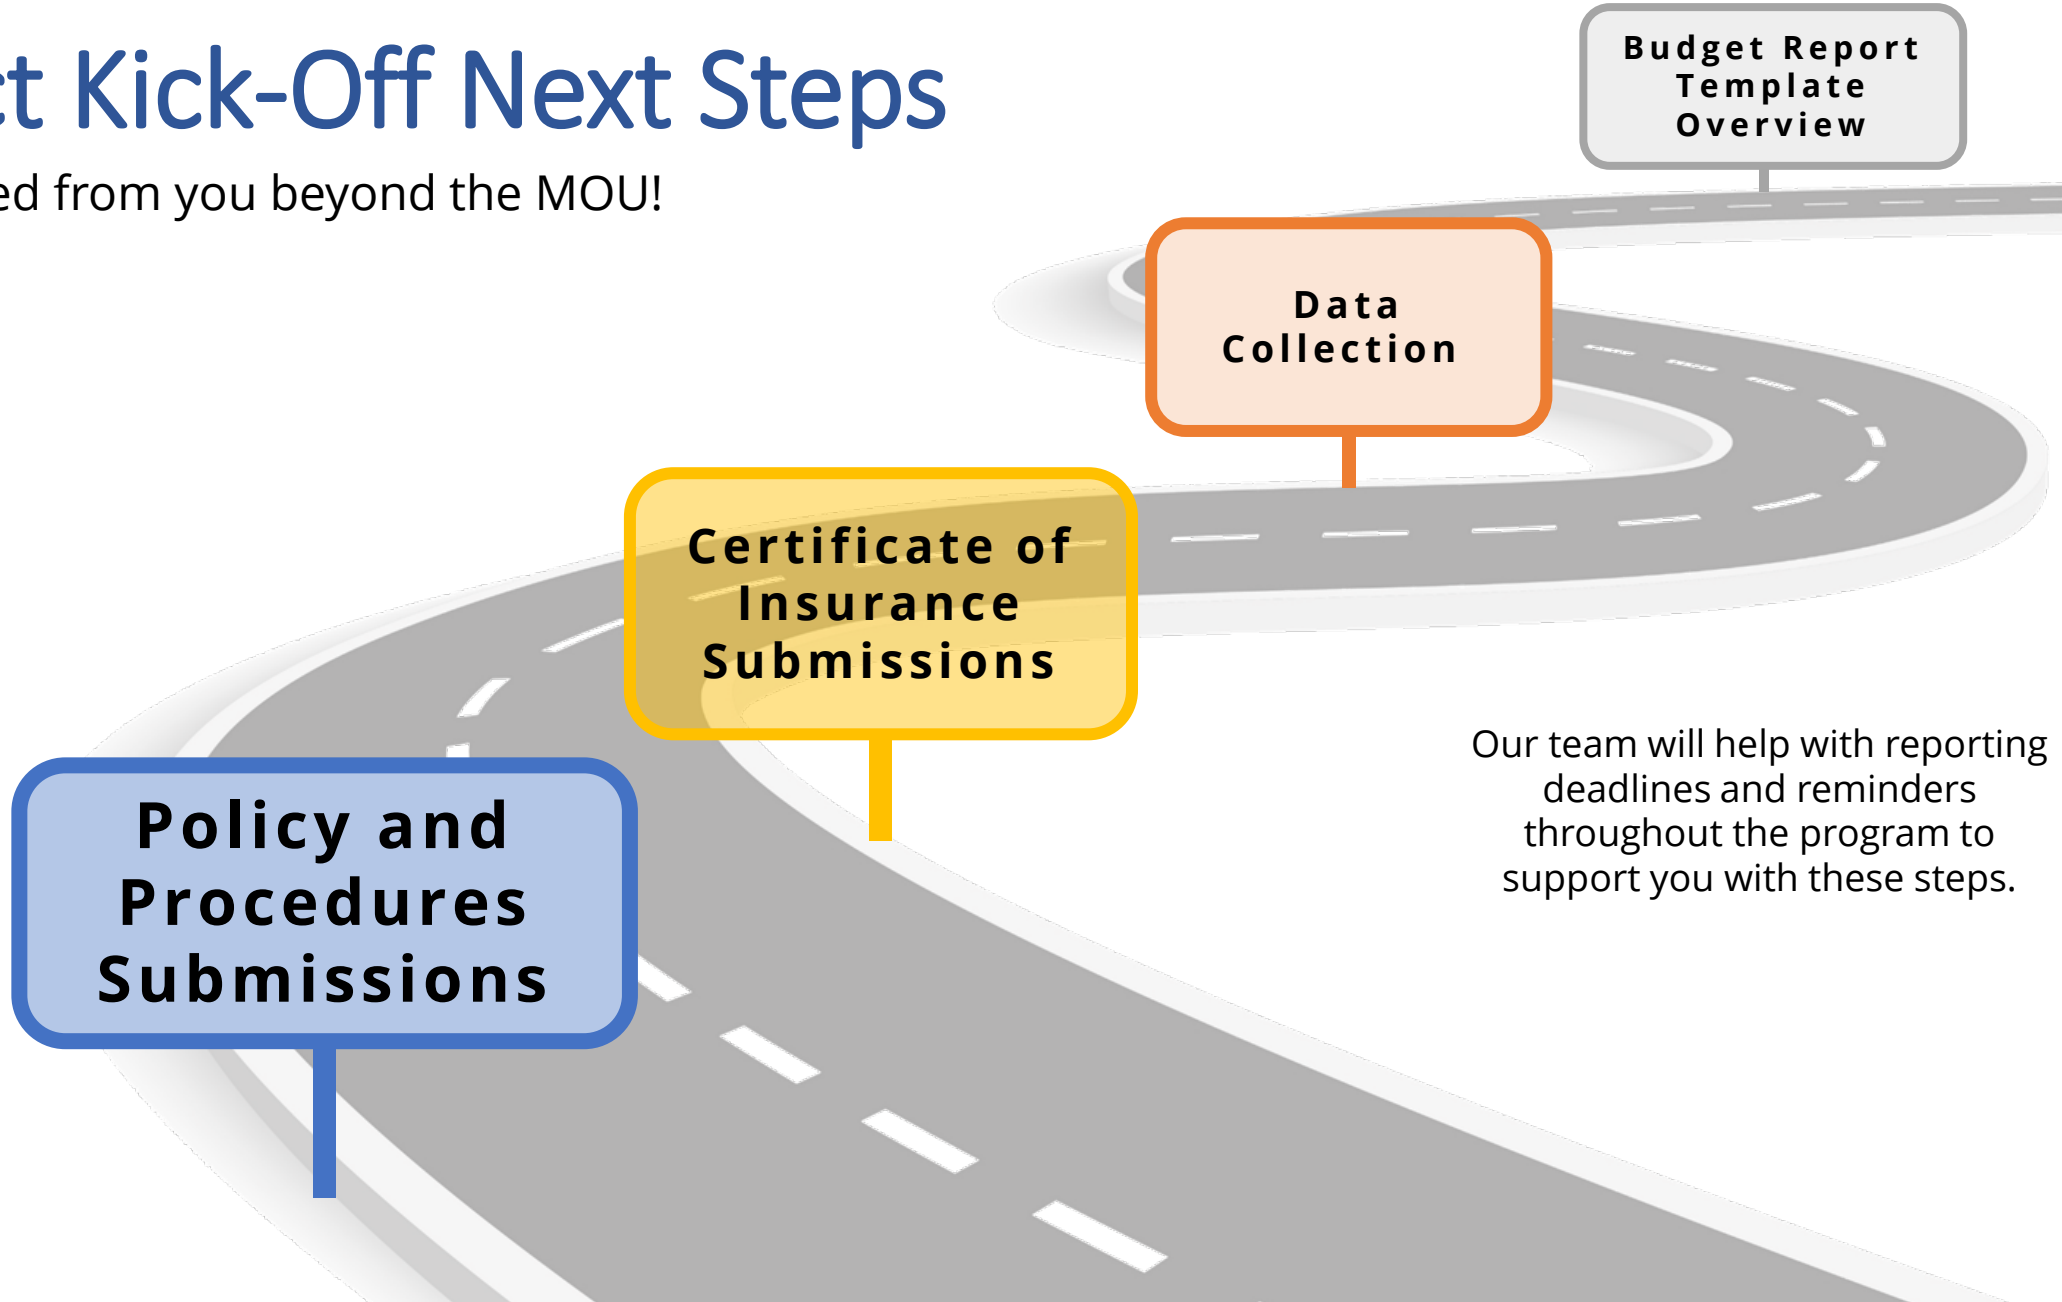 Kick-Off Next Steps
from you beyond the MOU!
Budget Report
Template
Overview
Data
Collection
Certificate of
Insurance
Submissions
Policy and
Procedures
Submissions
Our team will help with reporting
deadlines and reminders
throughout the program to
support you with these steps.